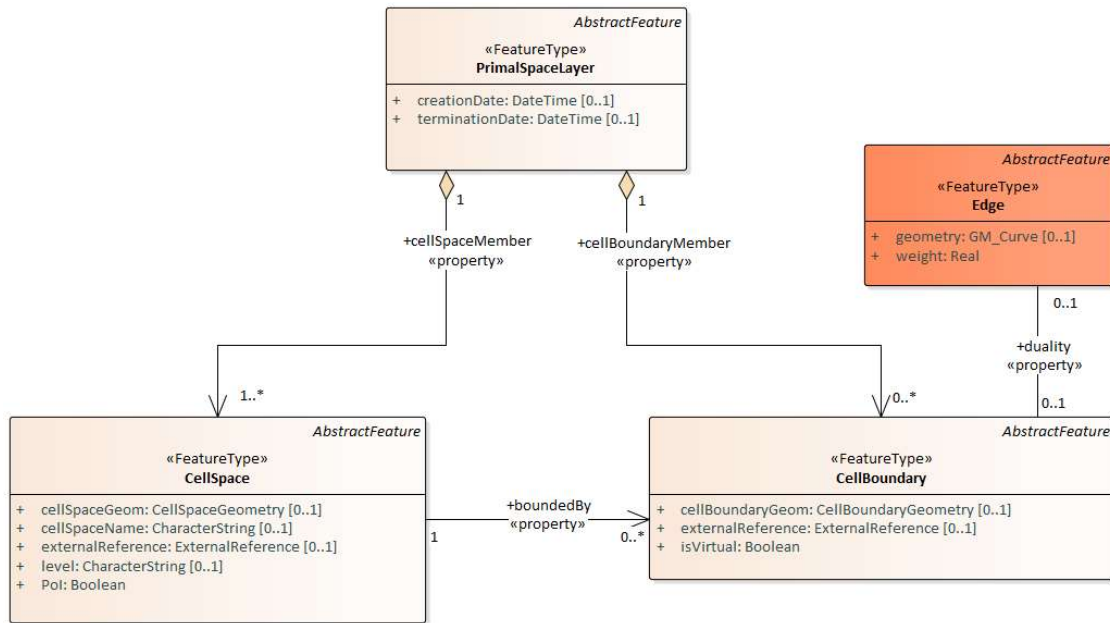 AbstractFeature
«FeatureType»
PrimalSpaceLayer
+ creationDate: DateTime [0..1]
+ terminationDate: DateTime [0..1]
AbstractFeature
«FeatureType»
Edge
+ geometry: GM_Curve [0..1]
+ weight: Real
1
1
+cellSpaceMember
«property»
+cellBoundaryMember
«property»
0..1
+duality
«property»
0..1
1..*
0..*
AbstractFeature
«FeatureType»
CellSpace
+ cellSpaceGeom: CellSpaceGeometry [0..1]
+ cellSpaceName: CharacterString [0..1]
+ externalReference: ExternalReference [0..1]
+ level: CharacterString [0..1]
+ PoI: Boolean
+boundedBy
«property»
1
0..*
AbstractFeature
«FeatureType»
CellBoundary
+ cellBoundaryGeom: CellBoundaryGeometry [0..1]
+ externalReference: ExternalReference [0..1]
+ isVirtual: Boolean